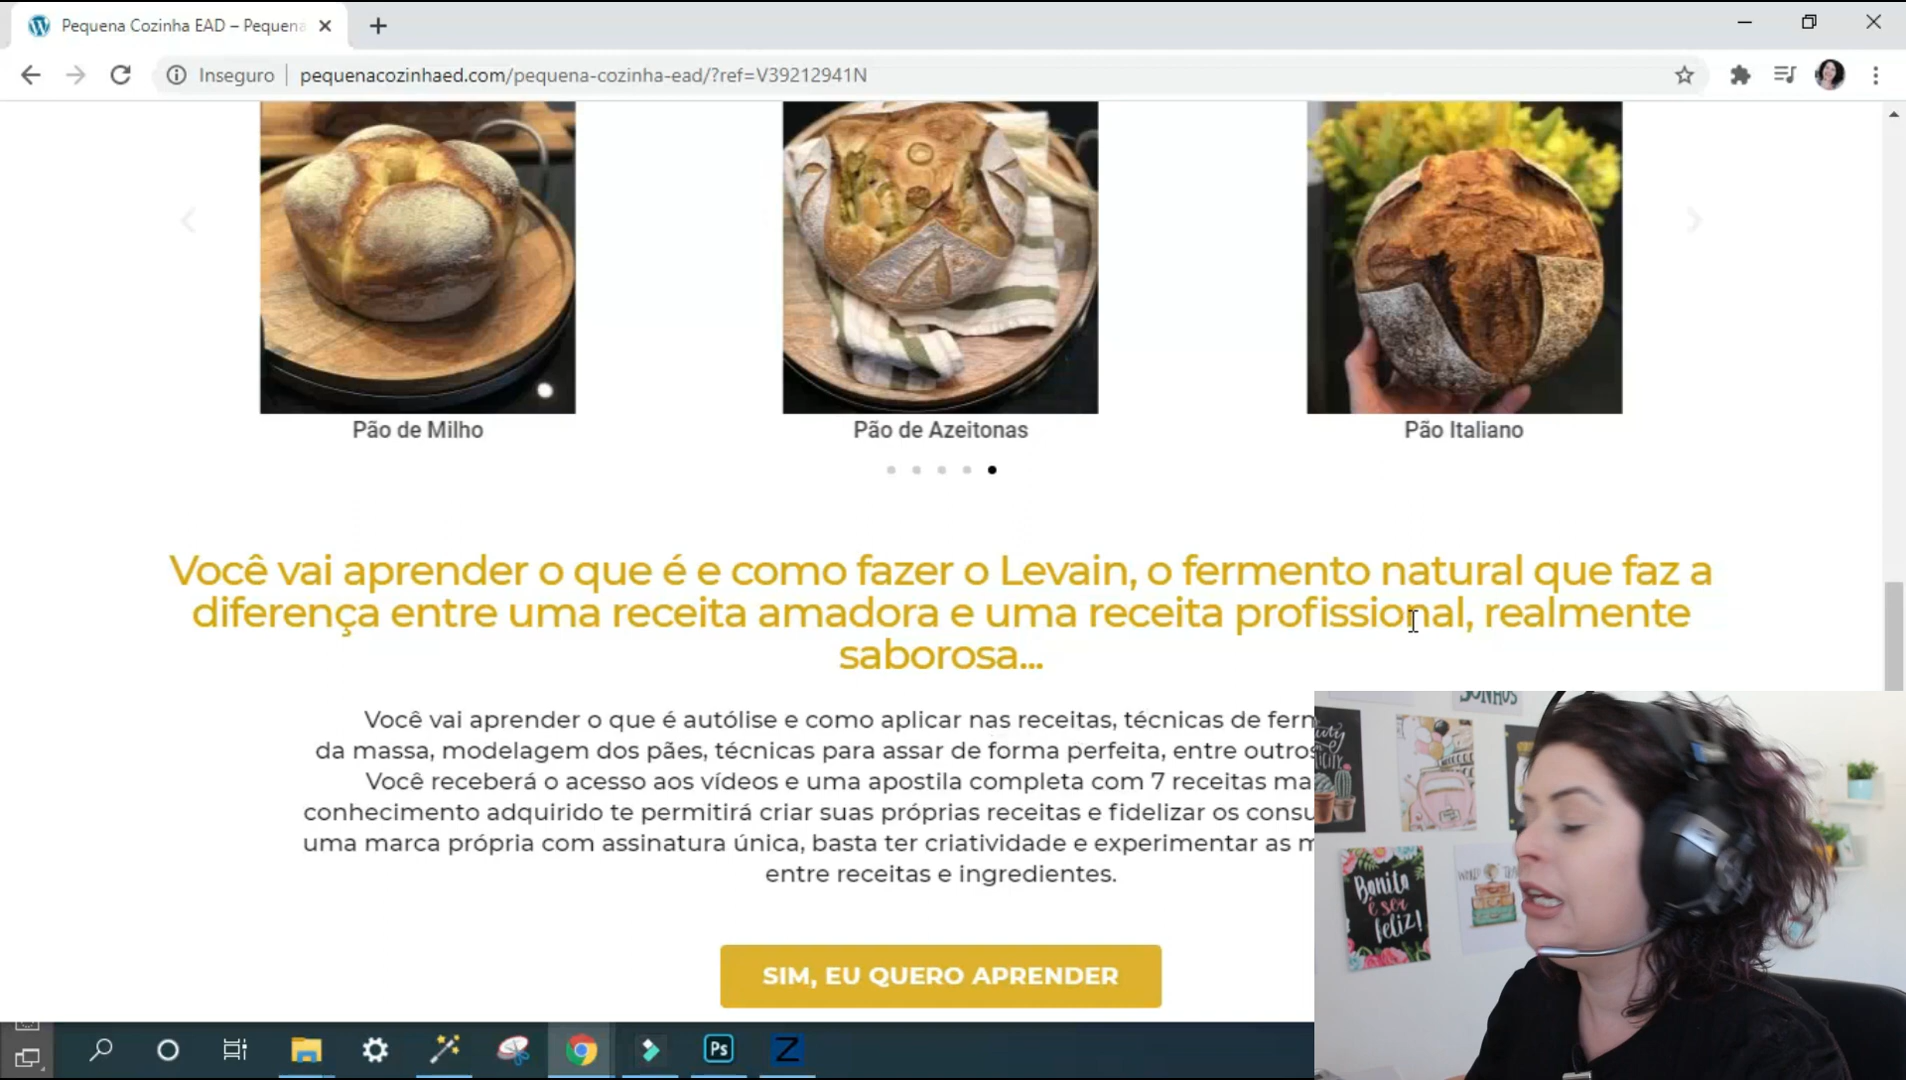 Pequena Cozinha EAD – Pequena
Inseguro
pequenacozinhaed.com/pequena-cozinha-ead/?ref=V39212941N
Pão de Milho
Pão de Azeitonas
Pão Italiano
Você vai aprender o que é e como fazer o Levain, o fermento natural que faz a
diferença entre uma receita amadora e uma receita profissional, realmente
saborosa...
Você vai aprender o que é autólise e como aplicar nas receitas, técnicas de ferm
da massa, modelagem dos pães, técnicas para assar de forma perfeita, entre outros
Você receberá o acesso aos vídeos e uma apostila completa com 7 receitas ma
conhecimento adquirido te permitirá criar suas próprias receitas e fidelizar os consu
uma marca própria com assinatura única, basta ter criatividade e experimentar as m
entre receitas e ingredientes.
SIM, EU QUERO APRENDER
SONHOS
Bonita
é ser
feliz!
Ps
Z